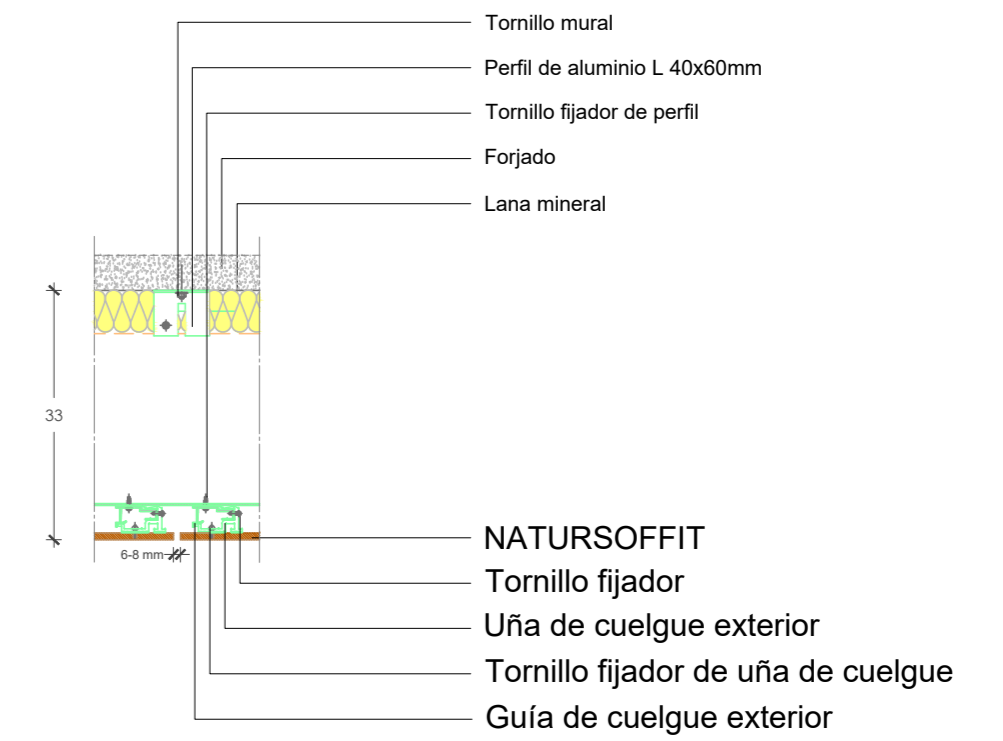 Tornillo mural
Perfil de aluminio L 40x60mm
Tornillo fijador de perfil
Forjado
Lana mineral
33
NATURSOFFIT
6-8 mm
Tornillo fijador
Uña de cuelgue exterior
Tornillo fijador de uña de cuelgue
Guía de cuelgue exterior